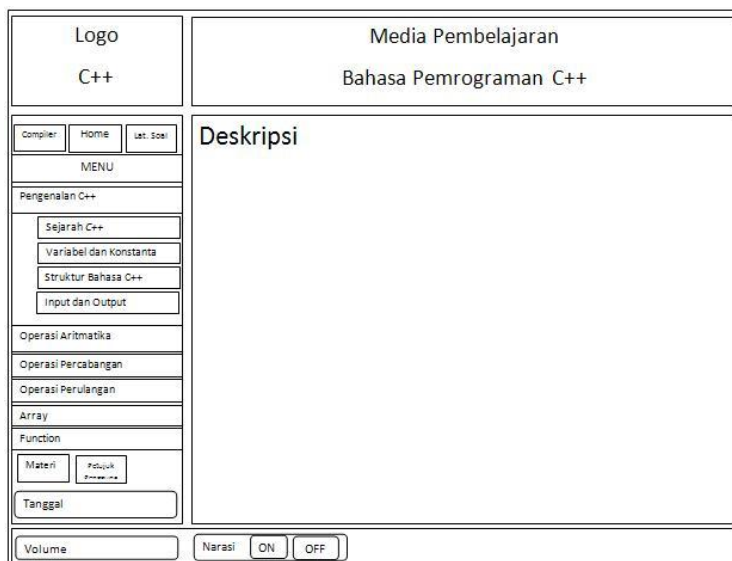 Logo
C++
Media Pembelajaran
Bahasa Pemrograman C++
Compiler
Home
Lat. Soal
MENU
Pengenalan C++
Sejarah C++
Variabel dan Konstanta
Struktur Bahasa C++
Input dan Output
Operasi Aritmatika
Operasi Percabangan
Operasi Perulangan
Array
Function
Materi
Tanggal
Deskripsi
Volume
Narasi
ON
OFF